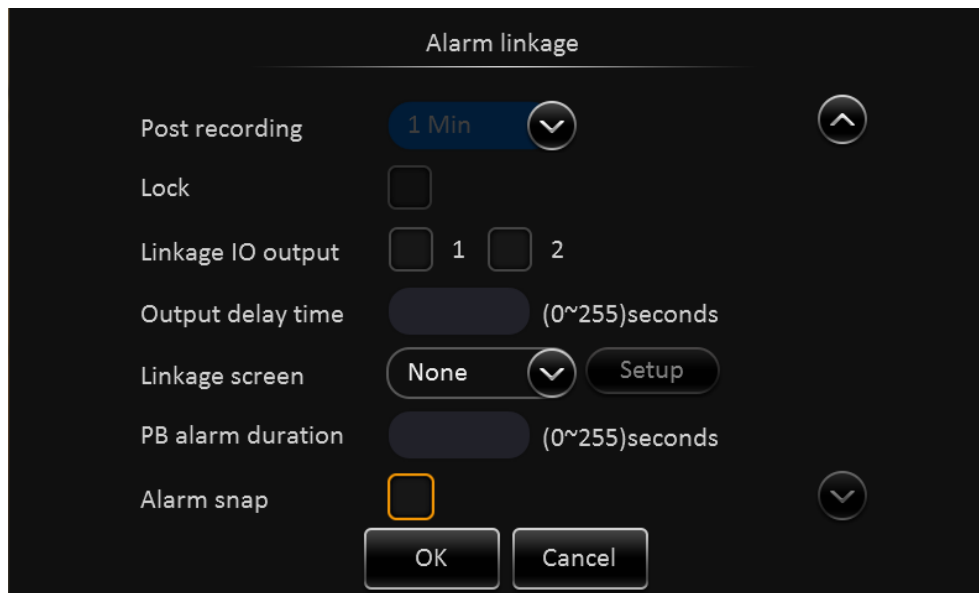 Alarm linkage
Post recording 1 Min
Lock
Linkage IO output 1 2
Output delay time (0~255)seconds
Linkage screen None Setup
PB alarm duration (0~255)seconds
Alarm snap
OK Cancel